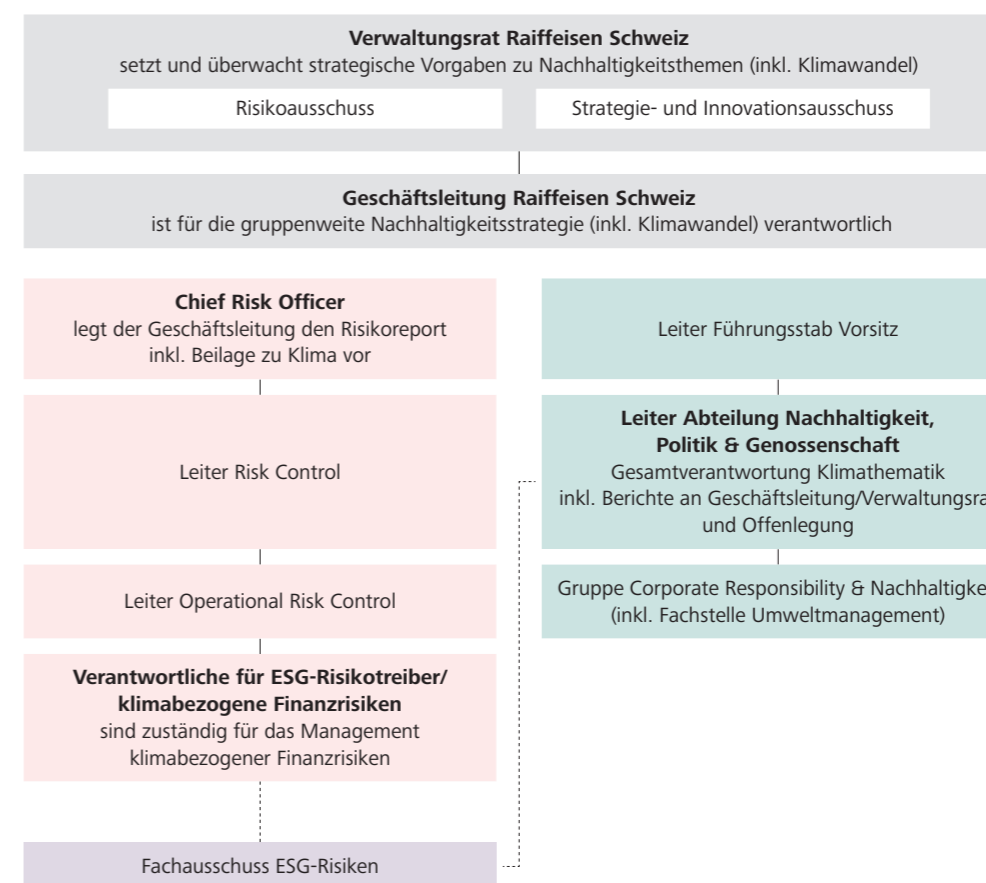 Verwaltungsrat Raiffeisen Schweiz
setzt und überwacht strategische Vorgaben zu Nachhaltigkeitsthemen (inkl. Klimawandel)
Risikoausschuss
Strategie- und Innovationsausschuss
Geschäftsleitung Raiffeisen Schweiz
ist für die gruppenweite Nachhaltigkeitsstrategie (inkl. Klimawandel) verantwortlich
Chief Risk Officer
legt der Geschäftsleitung den Risikoreport
inkl. Beilage zu Klima vor
Leiter Risk Control
Leiter Operational Risk Control
Verantwortliche für ESG-Risikotreiber/
klimabezogene Finanzrisiken
sind zuständig für das Management
klimabezogener Finanzrisiken
Fachausschuss ESG-Risiken
Leiter Führungsstab Vorsitz
Leiter Abteilung Nachhaltigkeit,
Politik & Genossenschaft
Gesamtverantwortung Klimathematik
inkl. Berichte an Geschäftsleitung/Verwaltungsra
und Offenlegung
Gruppe Corporate Responsibility & Nachhaltigke
(inkl. Fachstelle Umweltmanagement)